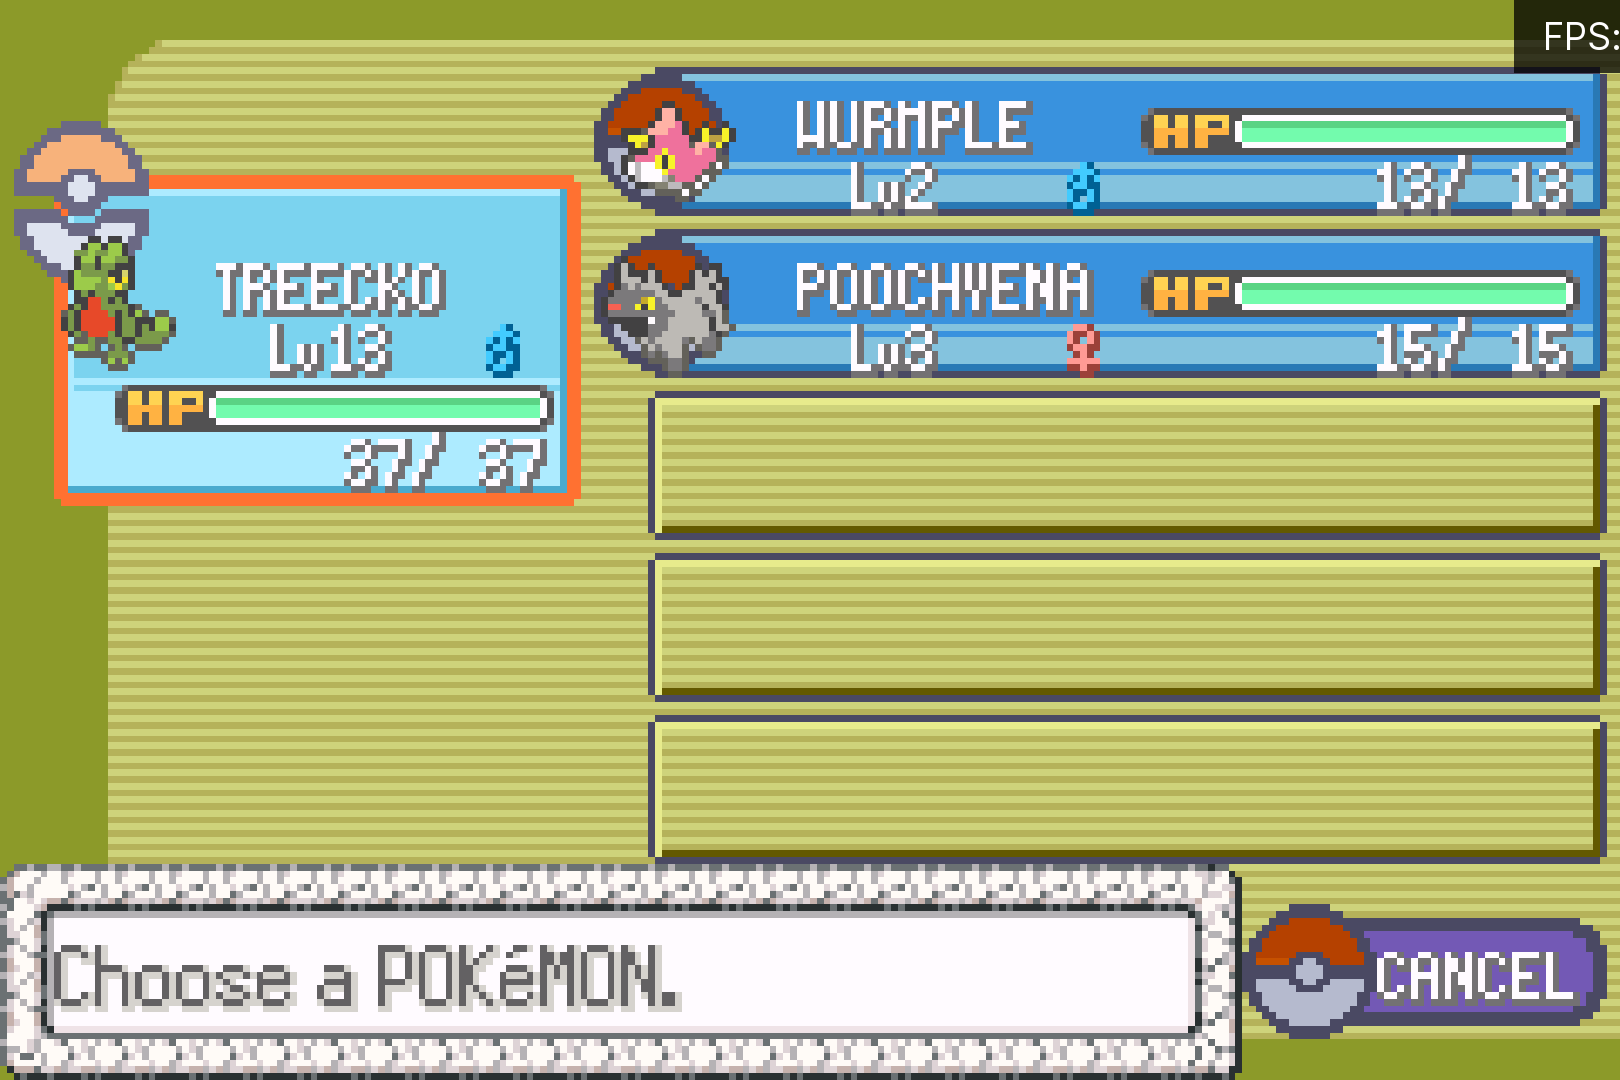 FPS:
WURMPLE
HP
Lv2 ♂ 13/ 13
TREECKO
Lv13 ♂
HP
37/ 37
POOCHYENA
HP
Lv3 ♀ 15/ 15
Choose a POKéMON.
CANCEL